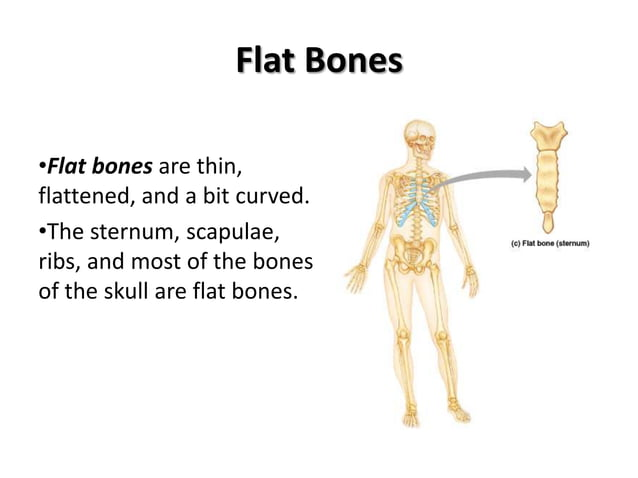 Flat Bones
•Flat bones are thin,
flattened, and a bit curved.
•The sternum, scapulae,
ribs, and most of the bones
of the skull are flat bones.
(c) Flat bone (sternum)